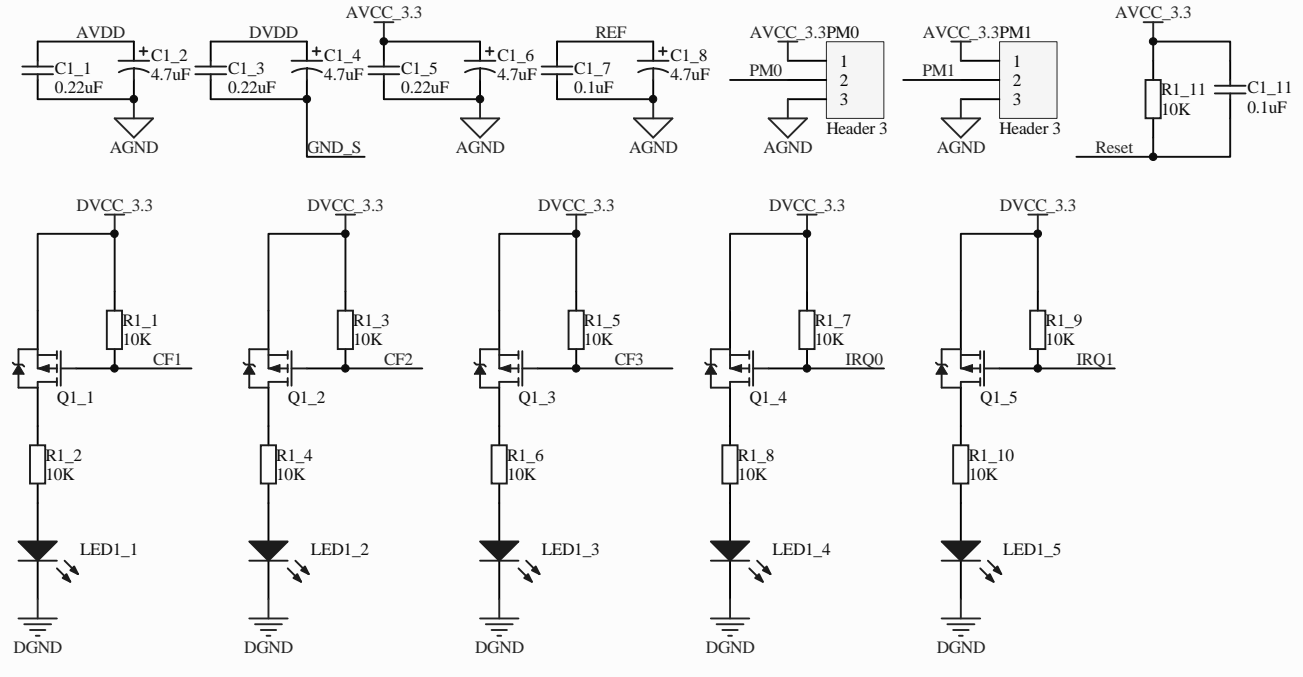 AVDD
C1_1
0.22uF
+
C1_2
4.7uF
AGND
DVDD
C1_3
0.22uF
+
C1_4
4.7uF
GND_S
AVCC_3.3
C1_5
0.22uF
+
C1_6
4.7uF
AGND
REF
C1_7
0.1uF
+
C1_8
4.7uF
AGND
AVCC_3.3
PM0
PM0
1
2
3
Header 3
AGND
AVCC_3.3
PM1
PM1
1
2
3
Header 3
AGND
AVCC_3.3
R1_11
10K
C1_11
0.1uF
Reset
DVCC_3.3
R1_1
10K
CF1
Q1_1
R1_2
10K
LED1_1
DGND
DVCC_3.3
R1_3
10K
CF2
Q1_2
R1_4
10K
LED1_2
DGND
DVCC_3.3
R1_5
10K
CF3
Q1_3
R1_6
10K
LED1_3
DGND
DVCC_3.3
R1_7
10K
IRQ0
Q1_4
R1_8
10K
LED1_4
DGND
DVCC_3.3
R1_9
10K
IRQ1
Q1_5
R1_10
10K
LED1_5
DGND